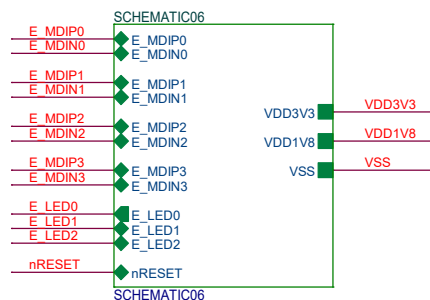 SCHEMATIC06
E_MDIP0 E_MDIP0
E_MDIN0 E_MDIN0
E_MDIP1 E_MDIP1
E_MDIN1 E_MDIN1
VDD3V3 VDD3V3
E_MDIP2 E_MDIP2
E_MDIN2 E_MDIN2
VDD1V8 VDD1V8
E_MDIP3 E_MDIP3
VSS VSS
E_MDIN3 E_MDIN3
E_LED0 E_LED0
E_LED1 E_LED1
E_LED2 E_LED2
nRESET nRESET
SCHEMATIC06